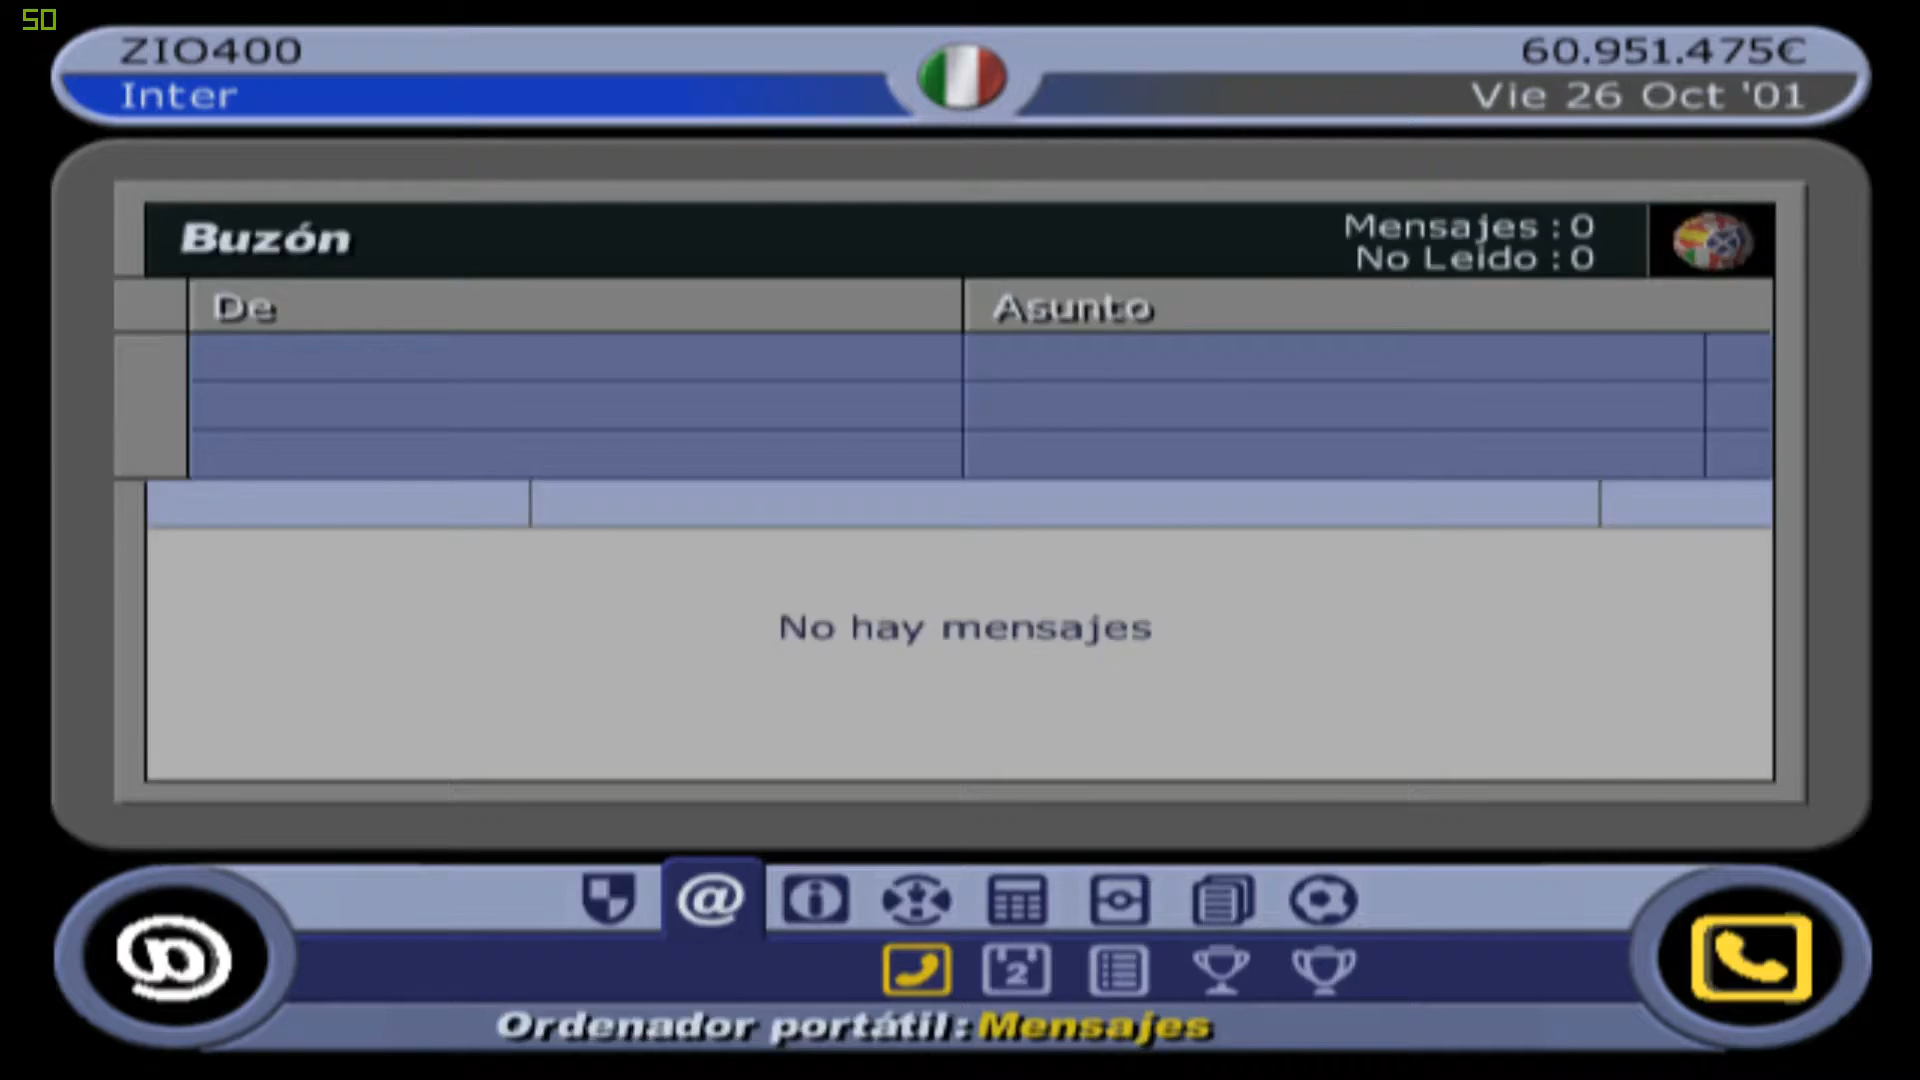 50
ZIO400
60.951.475€
Inter
Vie 26 Oct '01
Buzón
Mensajes : 0
No Leído : 0
De
Asunto
No hay mensajes
2
Ordenador portátil: Mensajes